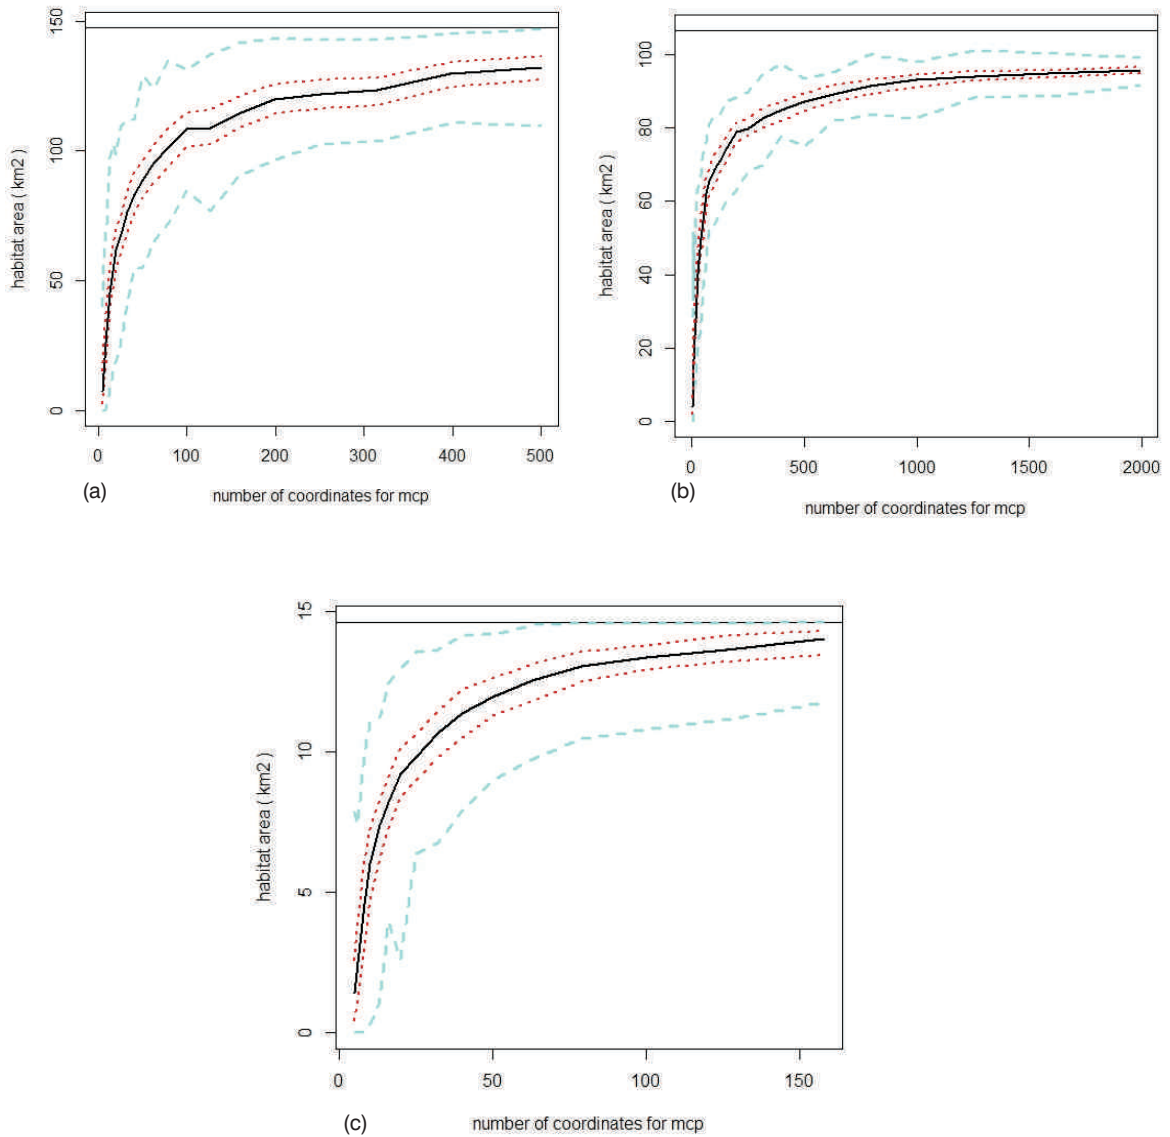 150
100
50
0
habitat area ( km2 )
0 100 200 300 400 500
(a)
number of coordinates for mcp
100
80
60
40
20
0
habitat area ( km2 )
0 500 1000 1500 2000
(b)
number of coordinates for mcp
15
10
5
0
habitat area ( km2 )
0 50 100 150
(c)
number of coordinates for mcp